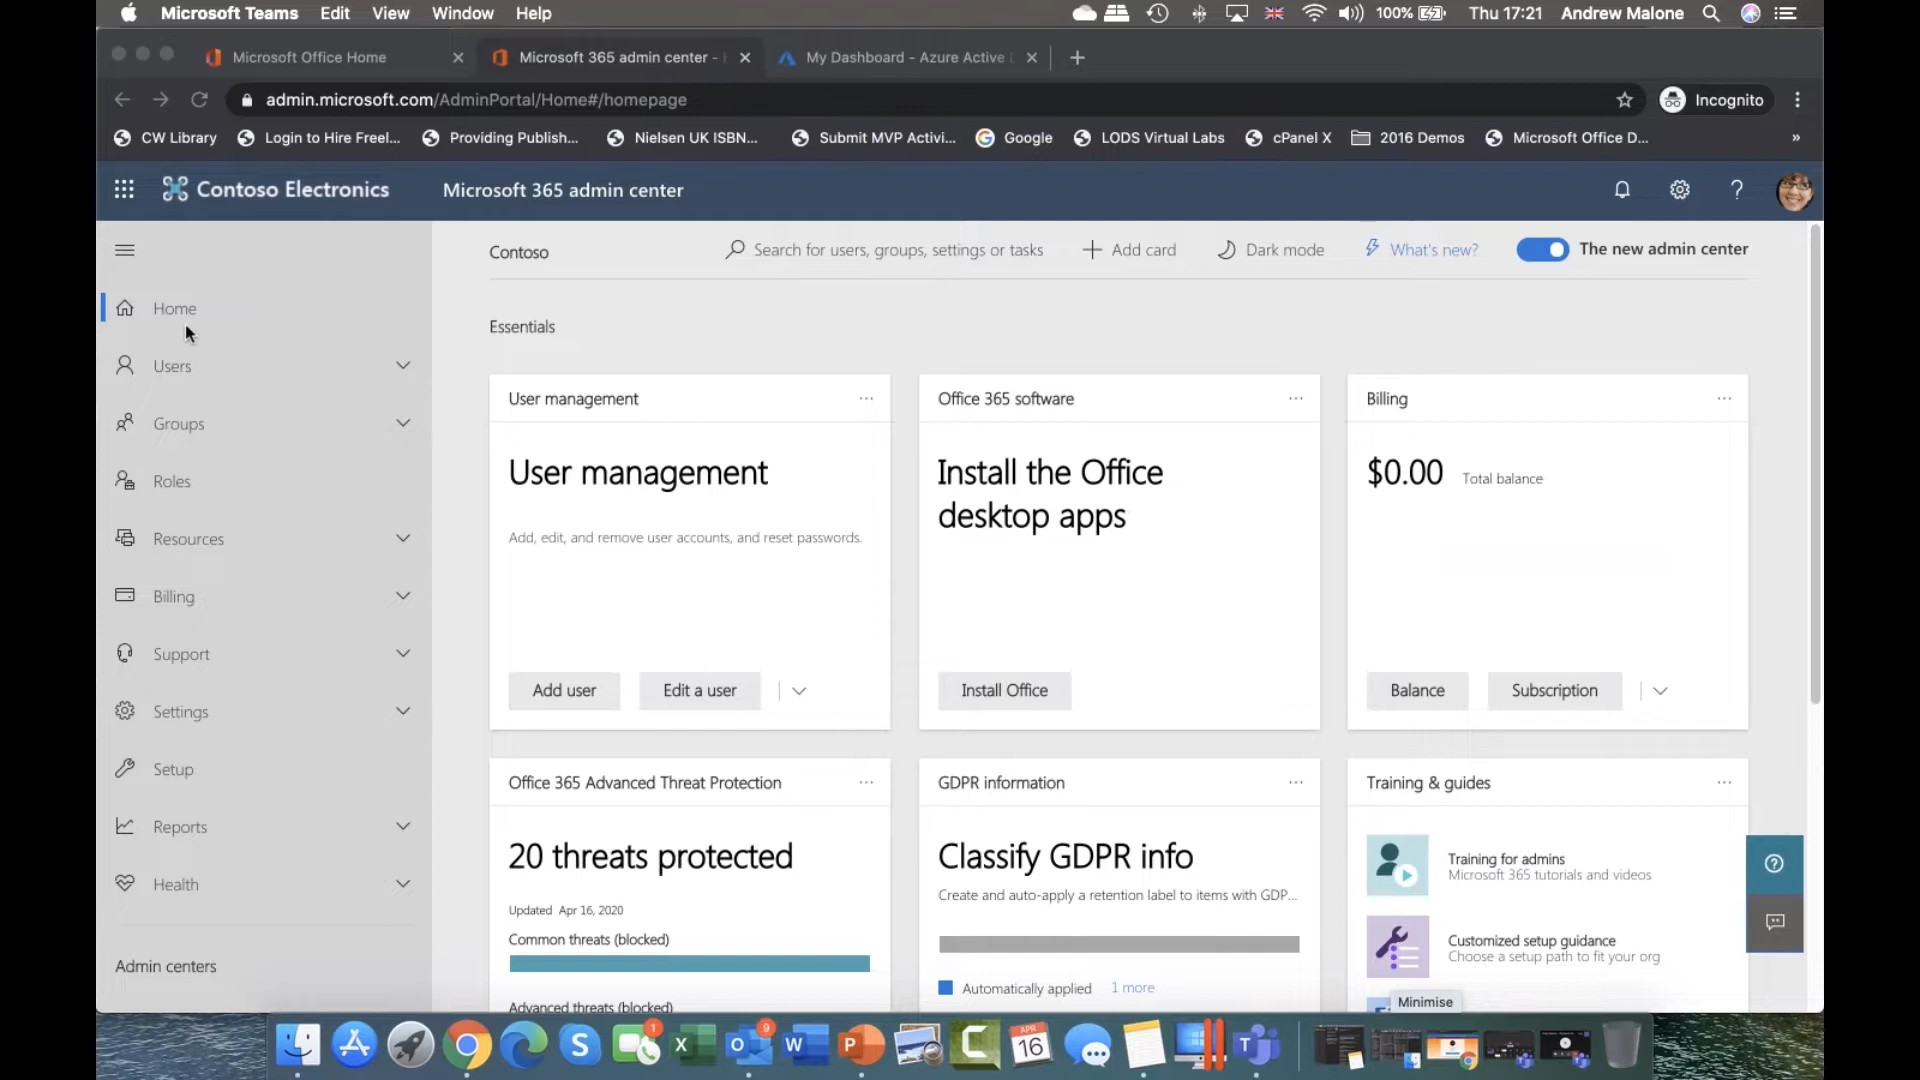 Microsoft Teams Edit View Window Help
100% Thu 17:21 Andrew Malone
Microsoft Office Home
Microsoft 365 admin center -
My Dashboard - Azure Active
admin.microsoft.com/AdminPortal/Home#/homepage
Incognito
CW Library
Login to Hire Freel...
Providing Publish...
Nielsen UK ISBN...
Submit MVP Activi...
Google
LODS Virtual Labs
cPanel X
2016 Demos
Microsoft Office D...
»
Contoso Electronics
Microsoft 365 admin center
?
Contoso
Search for users, groups, settings or tasks
Add card
Dark mode
What's new?
The new admin center
Home
Users
Groups
Roles
Resources
Billing
Support
Settings
Setup
Reports
Health
Admin centers
Essentials
User management
User management
Add, edit, and remove user accounts, and reset passwords.
Add user
Edit a user
Office 365 software
Install the Office
desktop apps
Install Office
Billing
$0.00 Total balance
Balance
Subscription
Office 365 Advanced Threat Protection
20 threats protected
Updated Apr 16, 2020
Common threats (blocked)
Advanced threats (blocked)
GDPR information
Classify GDPR info
Create and auto-apply a retention label to items with GDP...
Automatically applied
1 more
Training & guides
Training for admins
Microsoft 365 tutorials and videos
Customized setup guidance
Choose a setup path to fit your org
Minimise
S
1
X
O
9
W
P
C
APR
16
T